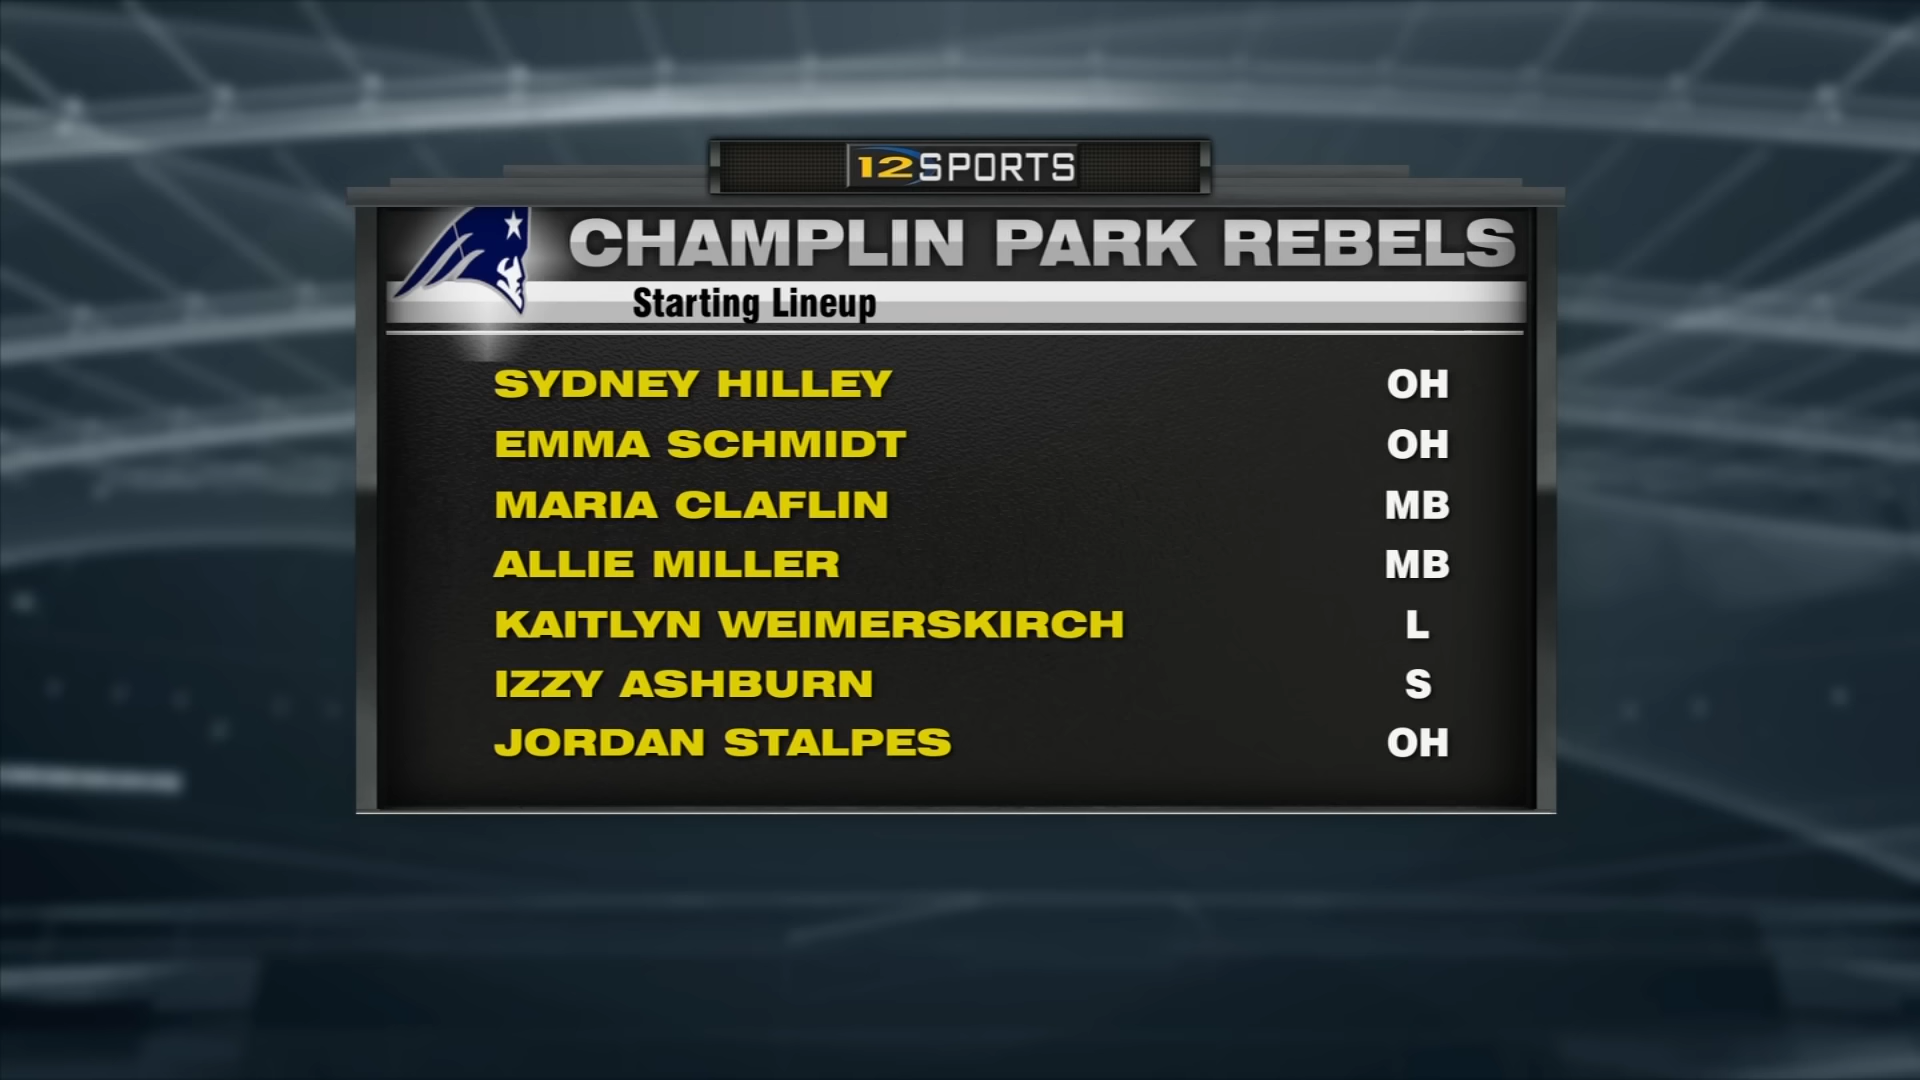 12SPORTS
CHAMPLIN PARK REBELS
Starting Lineup
SYDNEY HILLEY OH
EMMA SCHMIDT OH
MARIA CLAFLIN MB
ALLIE MILLER MB
KAITLYN WEIMERSKIRCH L
IZZY ASHBURN S
JORDAN STALPES OH